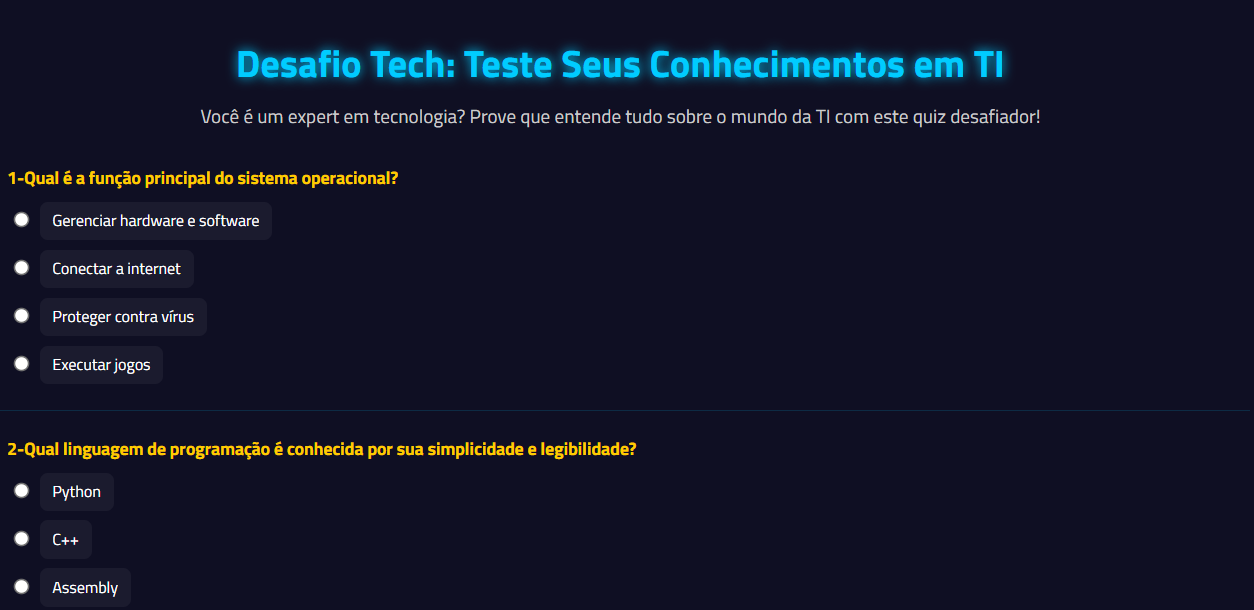 Desafio Tech: Teste Seus Conhecimentos em TI
Você é um expert em tecnologia? Prove que entende tudo sobre o mundo da TI com este quiz desafiador!
1-Qual é a função principal do sistema operacional?
Gerenciar hardware e software
Conectar a internet
Proteger contra vírus
Executar jogos
2-Qual linguagem de programação é conhecida por sua simplicidade e legibilidade?
Python
C++
Assembly